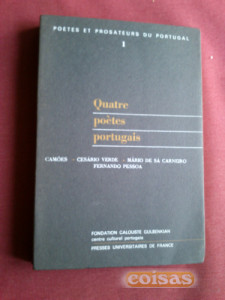 POETES ET PROSATEURS DU PORTUGAL
1
Quatre
poètes
portugais
CAMÕES - CESÁRIO VERDE - MÁRIO DE SÁ CARNEIRO
FERNANDO PESSOA
FONDATION CALOUSTE GULBENKIAN
centre culturel portugais
PRESSES UNIVERSITAIRES DE FRANCE
coisas